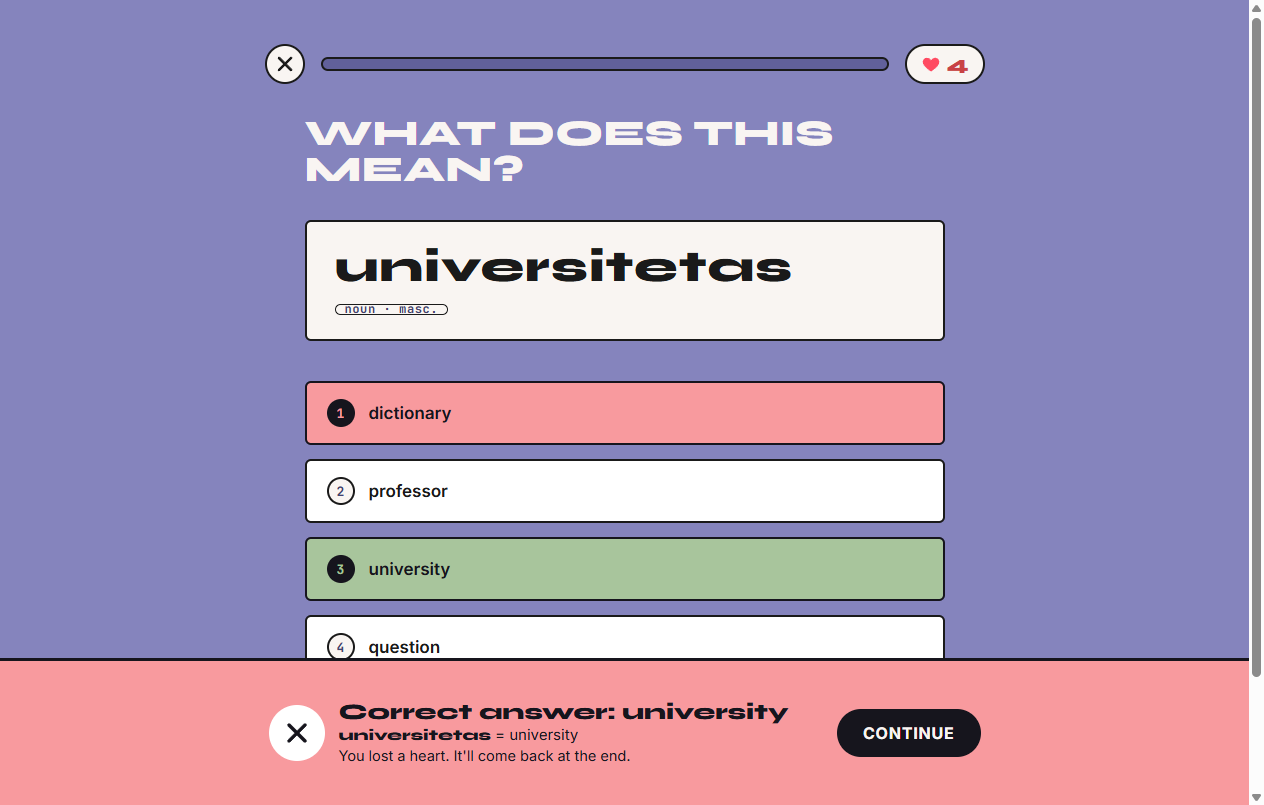 4
WHAT DOES THIS
MEAN?
universitetas
noun · masc.
1 dictionary
2 professor
3 university
4 question
Correct answer: university
universitetas = university
You lost a heart. It'll come back at the end.
CONTINUE